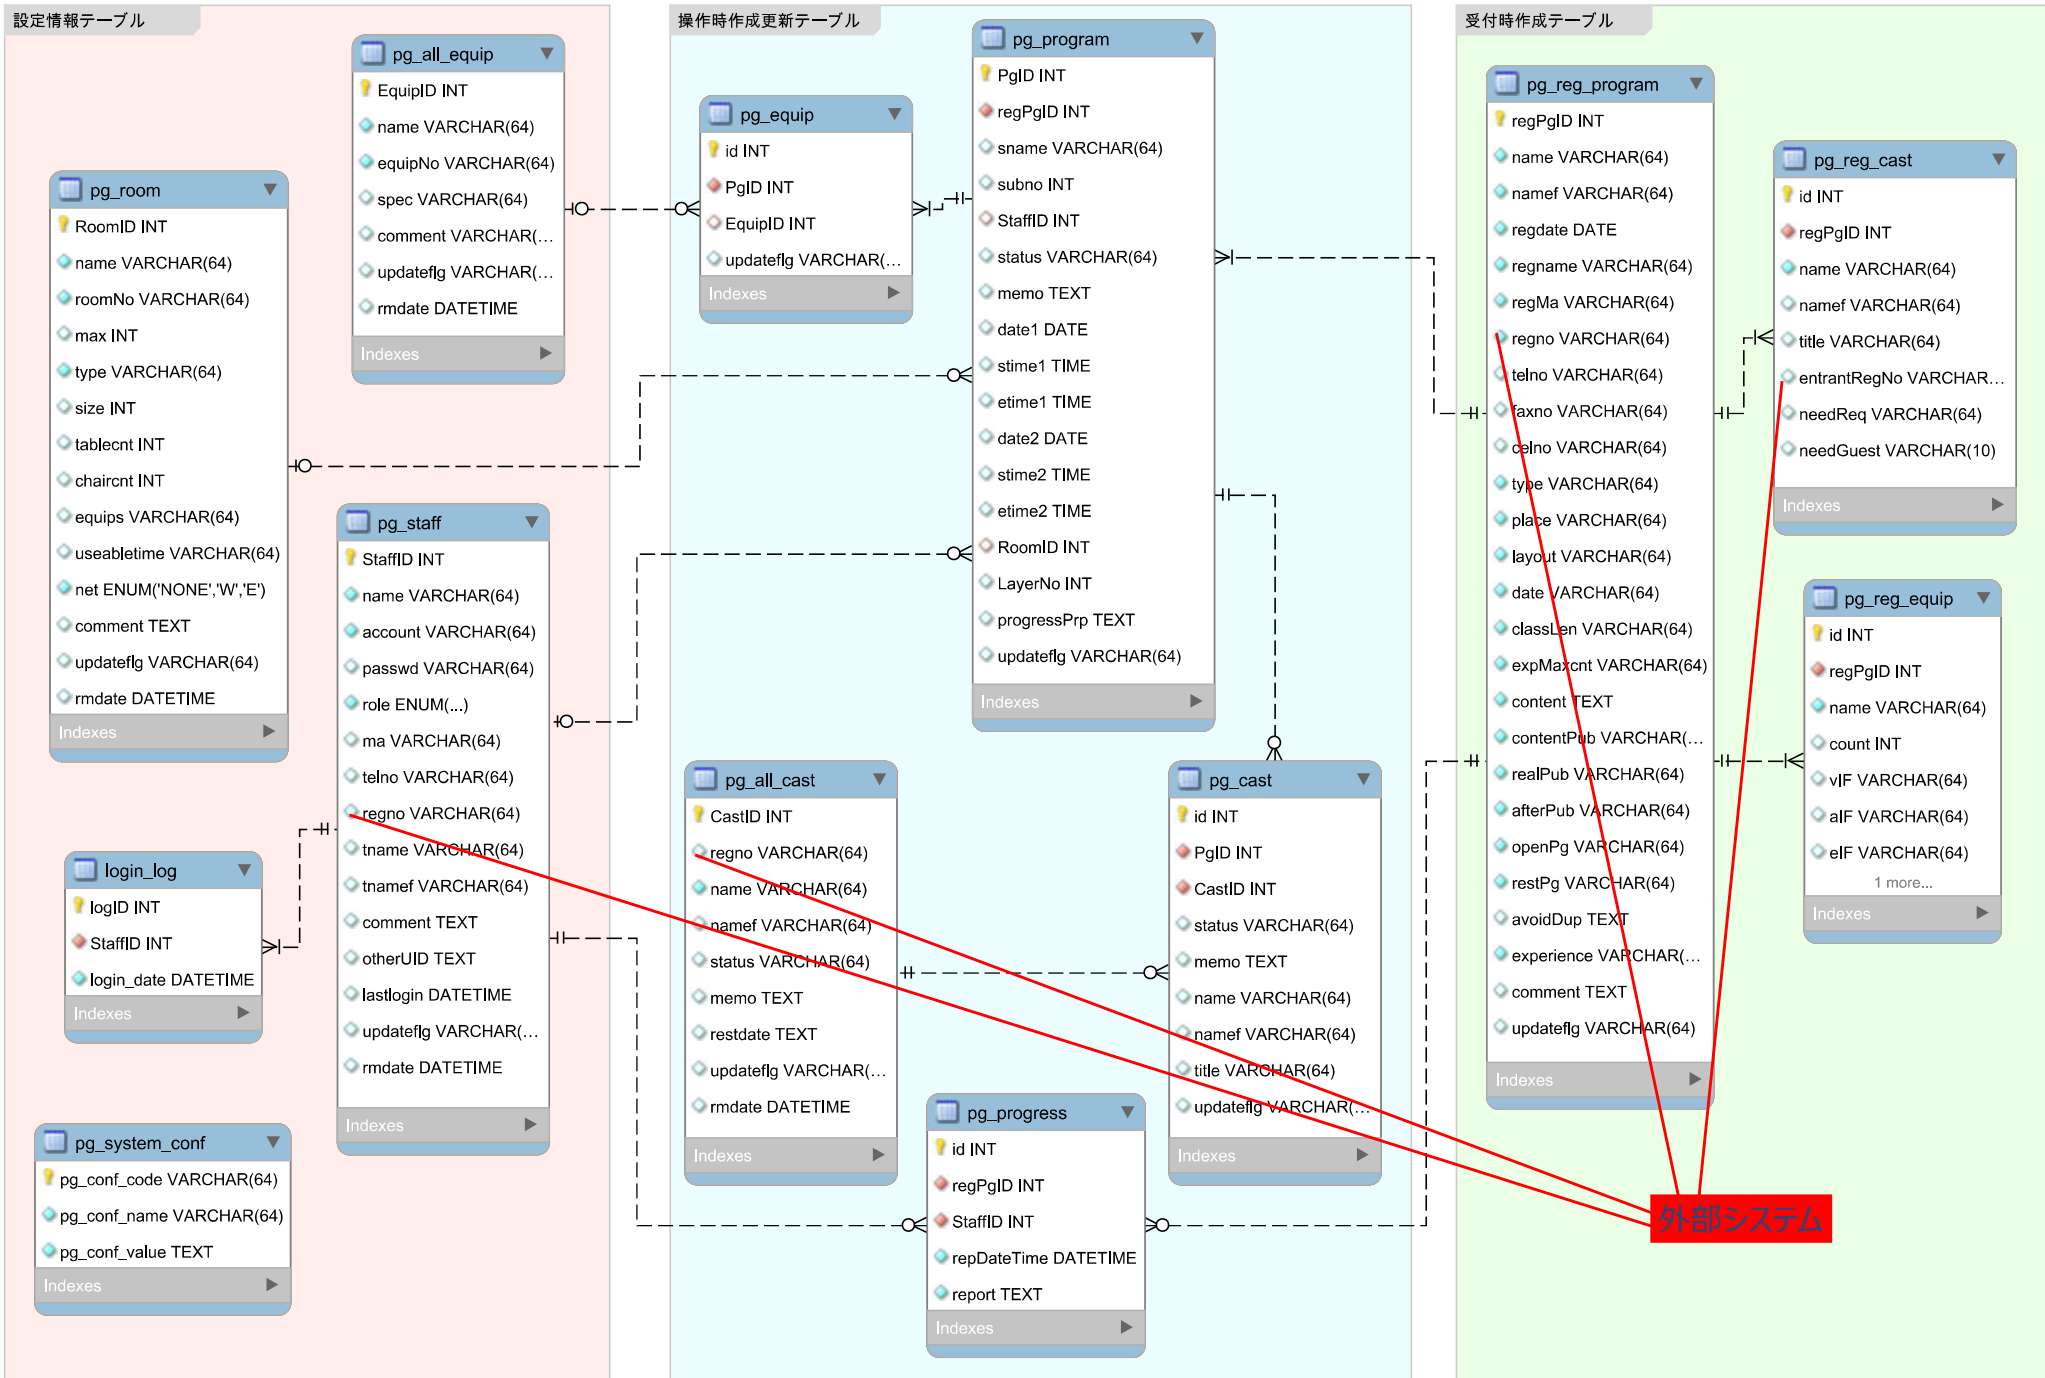 設定情報テーブル
pg_all_equip
EquipID INT
name VARCHAR(64)
equipNo VARCHAR(64)
spec VARCHAR(64)
comment VARCHAR(...
updateflg VARCHAR(...
rmdate DATETIME
Indexes
pg_room
RoomID INT
name VARCHAR(64)
roomNo VARCHAR(64)
max INT
type VARCHAR(64)
size INT
tablecnt INT
chaircnt INT
equips VARCHAR(64)
useabletime VARCHAR(64)
net ENUM('NONE','W','E')
comment TEXT
updateflg VARCHAR(64)
rmdate DATETIME
Indexes
pg_staff
StaffID INT
name VARCHAR(64)
account VARCHAR(64)
passwd VARCHAR(64)
role ENUM(...)
ma VARCHAR(64)
telno VARCHAR(64)
regno VARCHAR(64)
tname VARCHAR(64)
tnamef VARCHAR(64)
comment TEXT
otherUID TEXT
lastlogin DATETIME
updateflg VARCHAR(...
rmdate DATETIME
Indexes
login_log
logID INT
StaffID INT
login_date DATETIME
Indexes
pg_system_conf
pg_conf_code VARCHAR(64)
pg_conf_name VARCHAR(64)
pg_conf_value TEXT
Indexes
操作時作成更新テーブル
pg_equip
id INT
PgID INT
EquipID INT
updateflg VARCHAR(...
Indexes
pg_program
PgID INT
regPgID INT
sname VARCHAR(64)
subno INT
StaffID INT
status VARCHAR(64)
memo TEXT
date1 DATE
stime1 TIME
etime1 TIME
date2 DATE
stime2 TIME
etime2 TIME
RoomID INT
LayerNo INT
progressPrp TEXT
updateflg VARCHAR(64)
Indexes
pg_all_cast
CastID INT
regno VARCHAR(64)
name VARCHAR(64)
namef VARCHAR(64)
status VARCHAR(64)
memo TEXT
restdate TEXT
updateflg VARCHAR(...
rmdate DATETIME
Indexes
pg_cast
id INT
PgID INT
CastID INT
status VARCHAR(64)
memo TEXT
name VARCHAR(64)
namef VARCHAR(64)
title VARCHAR(64)
updateflg VARCHAR(...
Indexes
pg_progress
id INT
regPgID INT
StaffID INT
repDateTime DATETIME
report TEXT
Indexes
受付時作成テーブル
pg_reg_program
regPgID INT
name VARCHAR(64)
namef VARCHAR(64)
regdate DATE
regname VARCHAR(64)
regMa VARCHAR(64)
regno VARCHAR(64)
telno VARCHAR(64)
faxno VARCHAR(64)
celno VARCHAR(64)
type VARCHAR(64)
place VARCHAR(64)
layout VARCHAR(64)
date VARCHAR(64)
classLen VARCHAR(64)
expMaxcnt VARCHAR(64)
content TEXT
contentPub VARCHAR(...
realPub VARCHAR(64)
afterPub VARCHAR(64)
openPg VARCHAR(64)
restPg VARCHAR(64)
avoidDup TEXT
experience VARCHAR(...
comment TEXT
updateflg VARCHAR(64)
Indexes
pg_reg_cast
id INT
regPgID INT
name VARCHAR(64)
namef VARCHAR(64)
title VARCHAR(64)
entrantRegNo VARCHAR...
needReq VARCHAR(64)
needGuest VARCHAR(10)
Indexes
pg_reg_equip
id INT
regPgID INT
name VARCHAR(64)
count INT
vIF VARCHAR(64)
aIF VARCHAR(64)
eIF VARCHAR(64)
1 more...
Indexes
外部システム